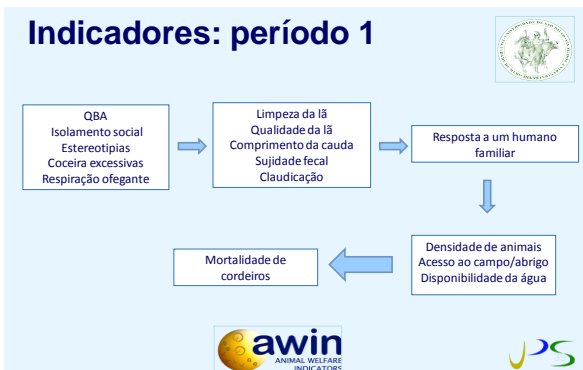 Indicadores: período 1
QBA
Isolamento social
Estereotipias
Coceira excessivas
Respiração ofegante
Limpeza da lã
Qualidade da lã
Comprimento da cauda
Sujidade fecal
Claudicação
Resposta a um humano
familiar
Densidade de animais
Acesso ao campo/abrigo
Disponibilidade da água
Mortalidade de
cordeiros
awin
ANIMAL WELFARE
INDICATORS